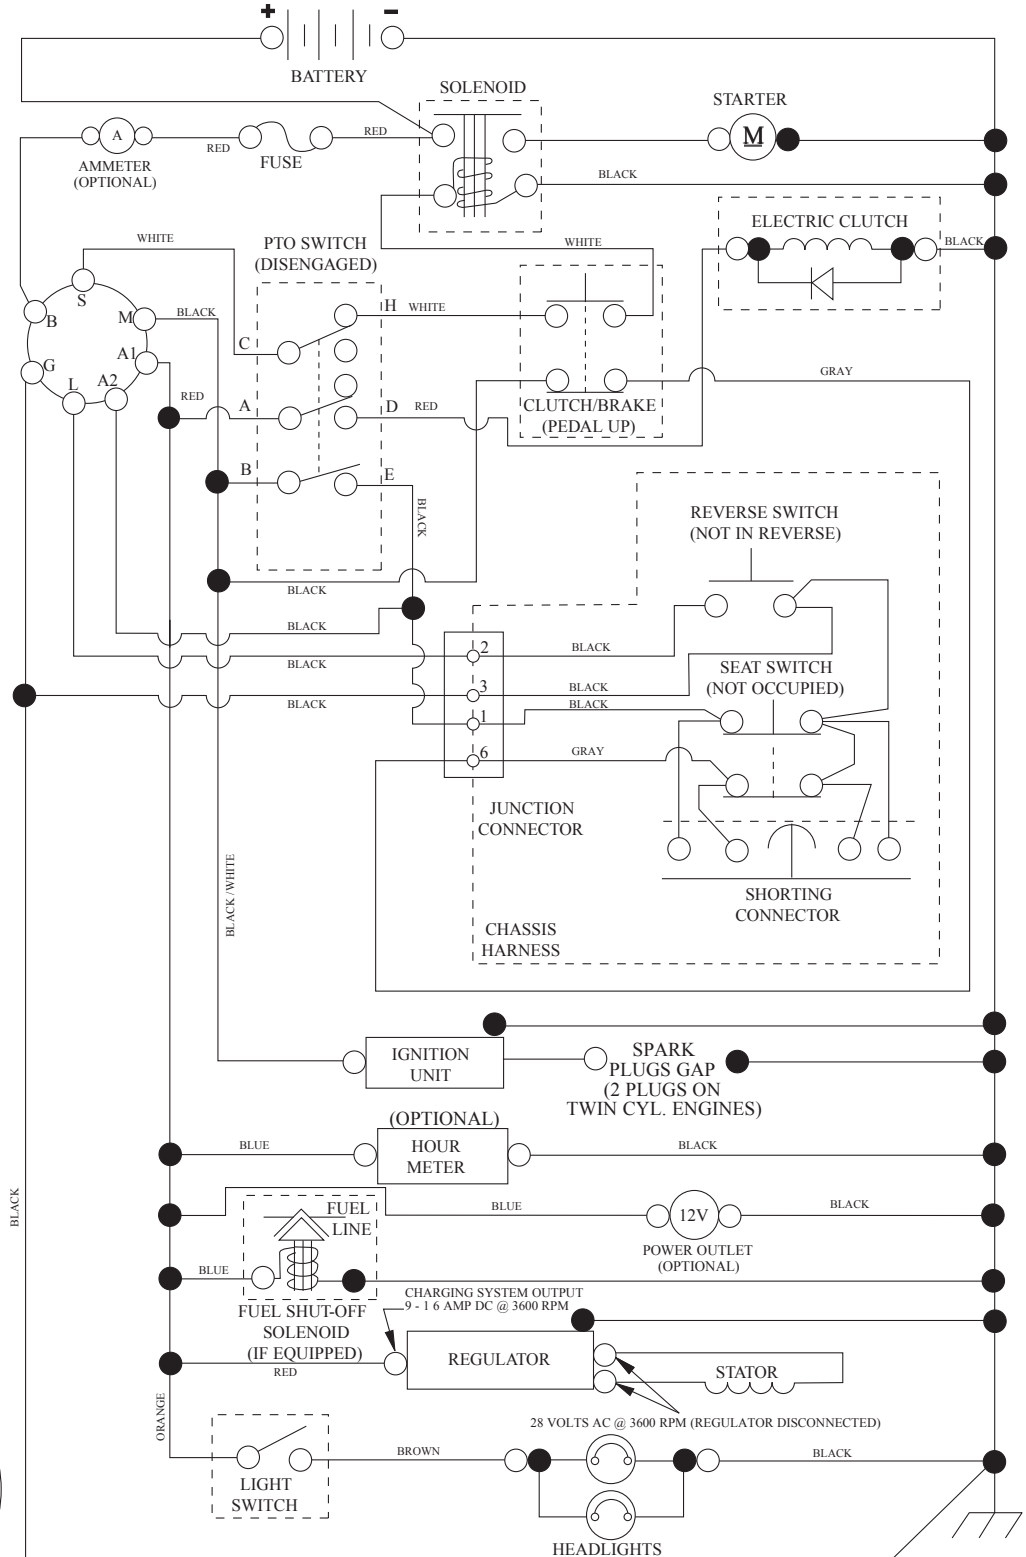 +
-
BATTERY
SOLENOID
STARTER
A
RED
FUSE
RED
M
AMMETER
(OPTIONAL)
BLACK
ELECTRIC CLUTCH
BLACK
WHITE
PTO SWITCH
(DISENGAGED)
WHITE
S
B
M
BLACK
H
WHITE
C
A1
G
L
A2
GRAY
RED
A
D
RED
CLUTCH/BRAKE
(PEDAL UP)
B
E
BLACK
REVERSE SWITCH
(NOT IN REVERSE)
BLACK
BLACK
BLACK
2
BLACK
SEAT SWITCH
(NOT OCCUPIED)
3
BLACK
BLACK
BLACK
1
6
GRAY
JUNCTION
CONNECTOR
BLACK / WHITE
SHORTING
CONNECTOR
CHASSIS
HARNESS
IGNITION
UNIT
SPARK
PLUGS GAP
(2 PLUGS ON
TWIN CYL. ENGINES)
(OPTIONAL)
BLUE
HOUR
METER
BLACK
BLACK
FUEL
LINE
BLUE
12V
BLACK
POWER OUTLET
(OPTIONAL)
BLUE
CHARGING SYSTEM OUTPUT
9 - 1 6 AMP DC @ 3600 RPM
FUEL SHUT-OFF
SOLENOID
(IF EQUIPPED)
RED
REGULATOR
STATOR
ORANGE
28 VOLTS AC @ 3600 RPM (REGULATOR DISCONNECTED)
BROWN
BLACK
LIGHT
SWITCH
HEADLIGHTS